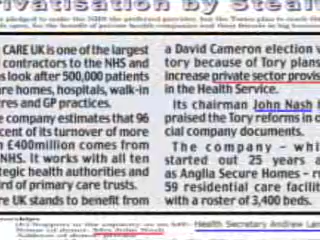 rivatisation by Stealt
pledged to make the NHS the preferred provider, but the Tories plan to
CARE UK is one of the largest
contractors to the NHS and
s look after 500,000 patients
re homes, hospitals, walk-in
res and GP practices.
e company estimates that 96
cent of its turnover of more
n £400million comes from
NHS. It works with all ten
tegic health authorities and
rd of primary care trusts.
re UK stands to benefit from
a David Cameron election v
tory because of Tory plans
increase private sector provis
in the Health Service.
Its chairman John Nash h
praised the Tory reforms in o
cial company documents.
The company – whi
started out 25 years a
as Anglia Secure Homes – r
59 residential care facilit
with a roster of 3,400 beds.
Health Secretary Andrew Lan